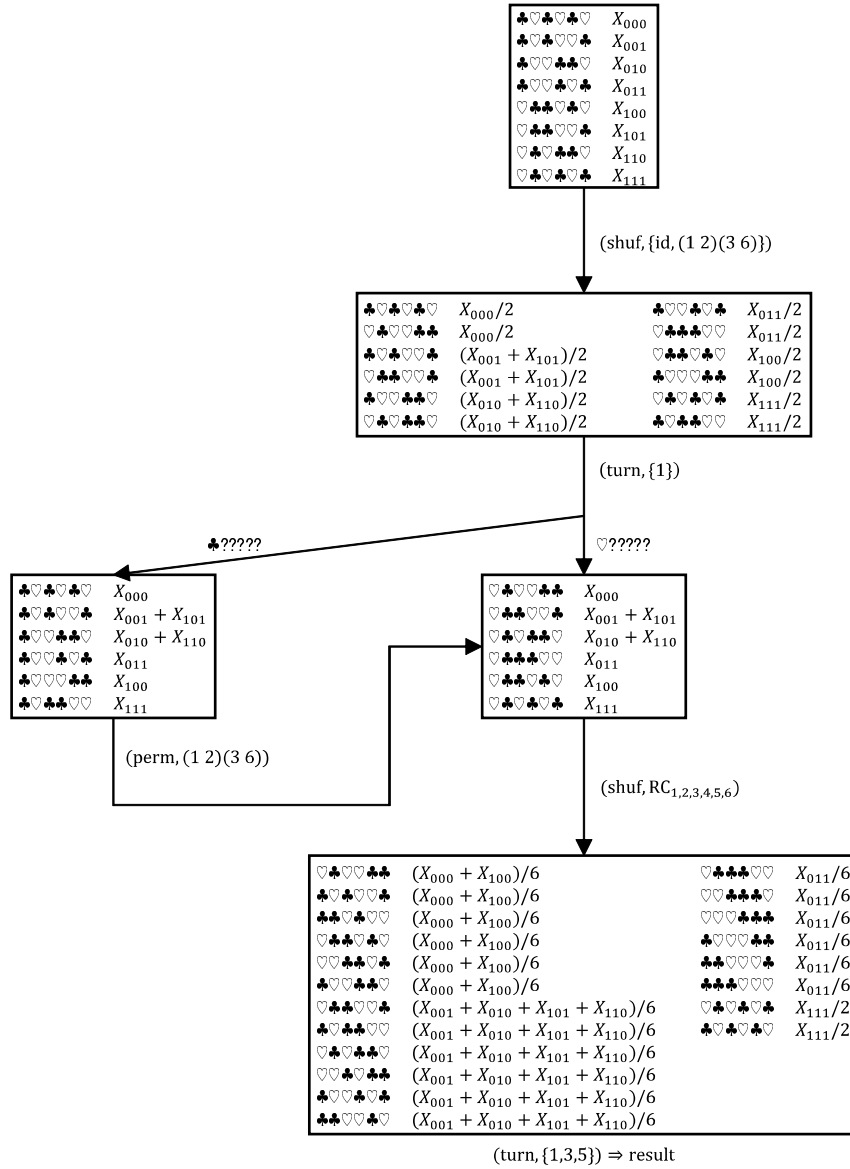 ♣♡♣♡♣♡ X₀₀₀
♣♡♣♡♡♣ X₀₀₁
♣♡♡♣♣♡ X₀₁₀
♣♡♡♣♡♣ X₀₁₁
♡♣♣♡♣♡ X₁₀₀
♡♣♣♡♡♣ X₁₀₁
♡♣♡♣♣♡ X₁₁₀
♡♣♡♣♡♣ X₁₁₁
(shuf, {id, (1 2)(3 6)})
♣♡♣♡♣♡ X₀₀₀/2
♡♣♡♡♣♣ X₀₀₀/2
♣♡♣♡♡♣ (X₀₀₁ + X₁₀₁)/2
♡♣♣♡♡♣ (X₀₀₁ + X₁₀₁)/2
♣♡♡♣♣♡ (X₀₁₀ + X₁₁₀)/2
♡♣♡♣♣♡ (X₀₁₀ + X₁₁₀)/2
♣♡♡♣♡♣ X₀₁₁/2
♡♣♣♣♡♡ X₀₁₁/2
♡♣♣♡♣♡ X₁₀₀/2
♣♡♡♡♣♣ X₁₀₀/2
♡♣♡♣♡♣ X₁₁₁/2
♣♡♣♣♡♡ X₁₁₁/2
(turn, {1})
♣?????
♡?????
♣♡♣♡♣♡ X₀₀₀
♣♡♣♡♡♣ X₀₀₁ + X₁₀₁
♣♡♡♣♣♡ X₀₁₀ + X₁₁₀
♣♡♡♣♡♣ X₀₁₁
♣♡♡♡♣♣ X₁₀₀
♣♡♣♣♡♡ X₁₁₁
♡♣♡♡♣♣ X₀₀₀
♡♣♣♡♡♣ X₀₀₁ + X₁₀₁
♡♣♡♣♣♡ X₀₁₀ + X₁₁₀
♡♣♣♣♡♡ X₀₁₁
♡♣♣♡♣♡ X₁₀₀
♡♣♡♣♡♣ X₁₁₁
(perm, (1 2)(3 6))
(shuf, RC₁,₂,₃,₄,₅,₆)
♡♣♡♡♣♣ (X₀₀₀ + X₁₀₀)/6
♣♡♣♡♡♣ (X₀₀₀ + X₁₀₀)/6
♣♣♡♣♡♡ (X₀₀₀ + X₁₀₀)/6
♡♣♣♡♣♡ (X₀₀₀ + X₁₀₀)/6
♡♡♣♣♡♣ (X₀₀₀ + X₁₀₀)/6
♣♡♡♣♣♡ (X₀₀₀ + X₁₀₀)/6
♡♣♣♡♡♣ (X₀₀₁ + X₀₁₀ + X₁₀₁ + X₁₁₀)/6
♣♡♣♣♡♡ (X₀₀₁ + X₀₁₀ + X₁₀₁ + X₁₁₀)/6
♡♣♡♣♣♡ (X₀₀₁ + X₀₁₀ + X₁₀₁ + X₁₁₀)/6
♡♡♣♡♣♣ (X₀₀₁ + X₀₁₀ + X₁₀₁ + X₁₁₀)/6
♣♡♡♣♡♣ (X₀₀₁ + X₀₁₀ + X₁₀₁ + X₁₁₀)/6
♣♣♡♡♣♡ (X₀₀₁ + X₀₁₀ + X₁₀₁ + X₁₁₀)/6
♡♣♣♣♡♡ X₀₁₁/6
♡♡♣♣♣♡ X₀₁₁/6
♡♡♡♣♣♣ X₀₁₁/6
♣♡♡♡♣♣ X₀₁₁/6
♣♣♡♡♡♣ X₀₁₁/6
♣♣♣♡♡♡ X₀₁₁/6
♡♣♡♣♡♣ X₁₁₁/2
♣♡♣♡♣♡ X₁₁₁/2
(turn, {1,3,5}) ⇒ result